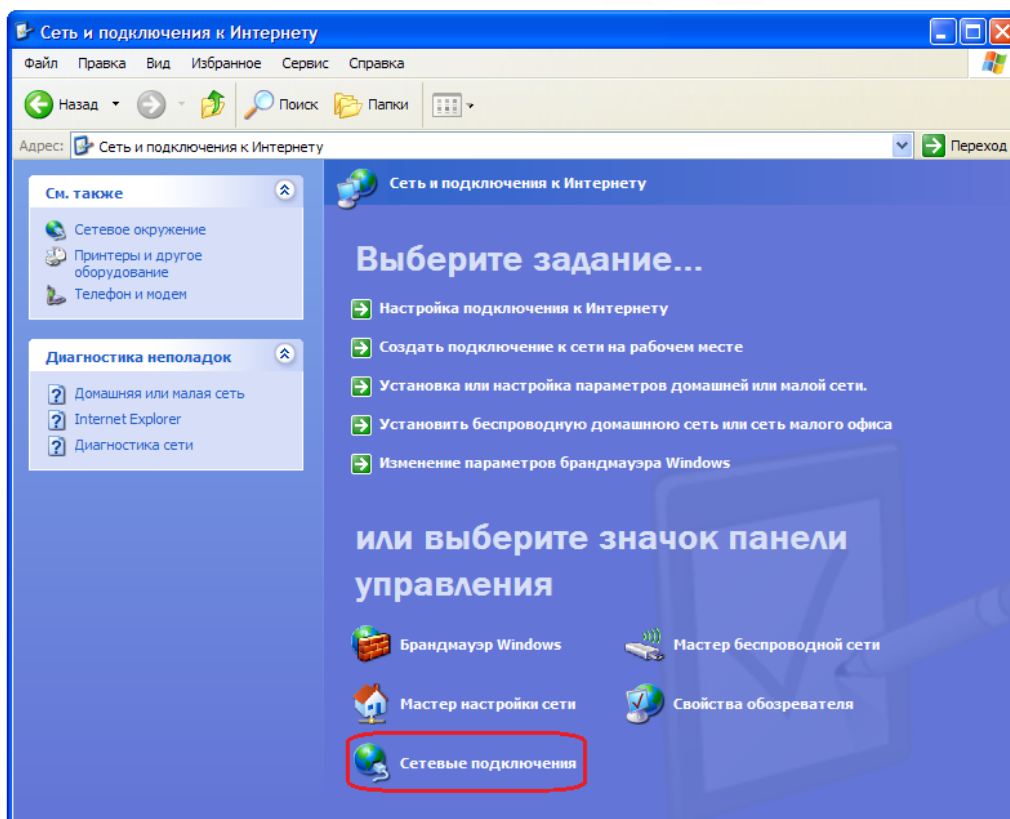 Сеть и подключения к Интернету
Файл Правка Вид Избранное Сервис Справка
Назад Поиск Папки
Адрес: Сеть и подключения к Интернету Переход
См. также
Сетевое окружение
Принтеры и другое
оборудование
Телефон и модем
Диагностика неполадок
Домашняя или малая сеть
Internet Explorer
Диагностика сети
Сеть и подключения к Интернету
Выберите задание...
Настройка подключения к Интернету
Создать подключение к сети на рабочем месте
Установка или настройка параметров домашней или малой сети.
Установить беспроводную домашнюю сеть или сеть малого офиса
Изменение параметров брандмауэра Windows
или выберите значок панели
управления
Брандмауэр Windows Мастер беспроводной сети
Мастер настройки сети Свойства обозревателя
Сетевые подключения